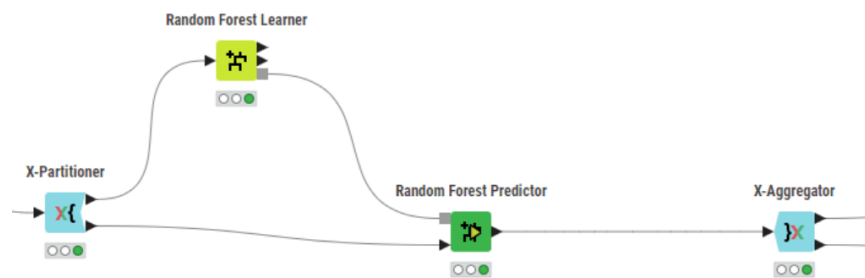 Random Forest Learner
X-Partitioner
X{
Random Forest Predictor
X-Aggregator
}X